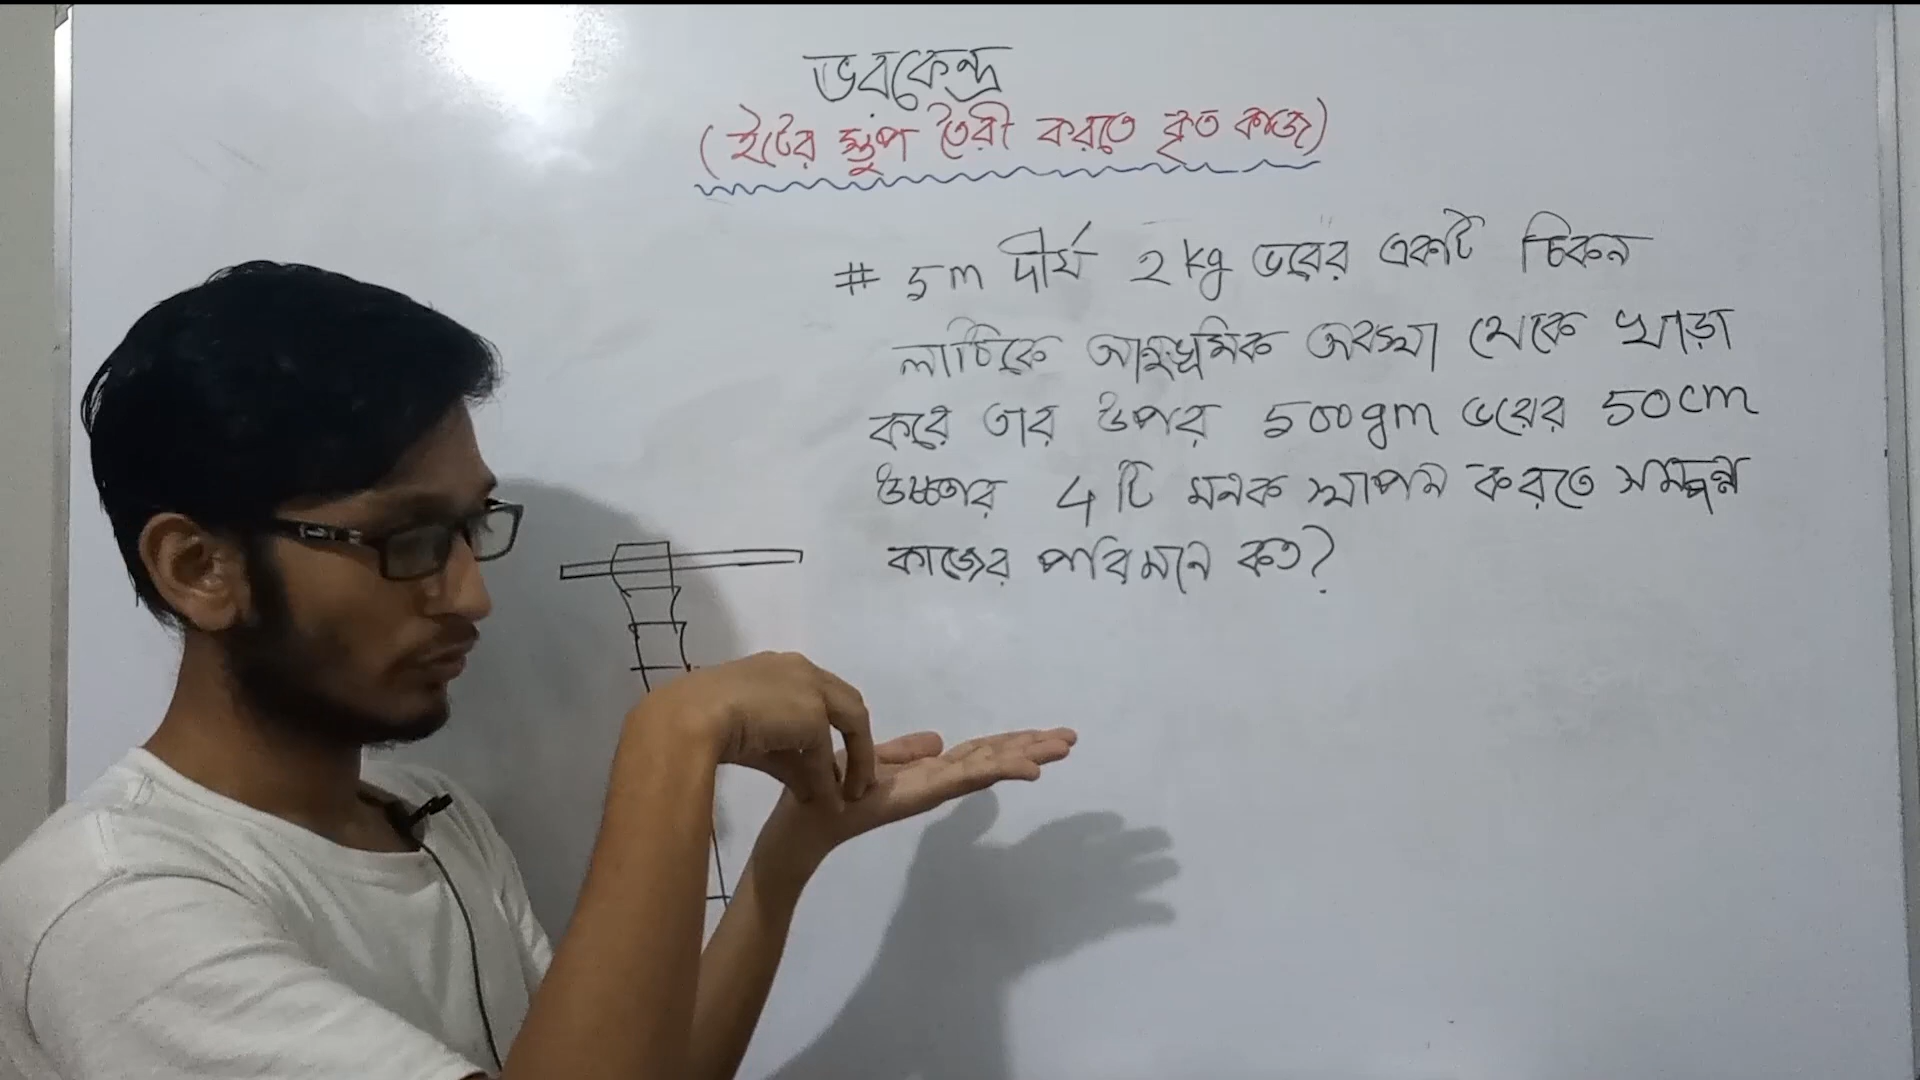 ভরকেন্দ্র
(ইটের স্তুপ তৈরী করতে কৃত কাজ)
# 5m দীর্ঘ 2kg ভরের একটি চিকন
লাঠিকে আনুভূমিক অবস্থা থেকে খাড়া
করে তার উপর 500gm ভরের 50cm
উচ্চতার 4 টি ঘনক স্থাপন করতে সম্পন্ন
কাজের পরিমান কত?